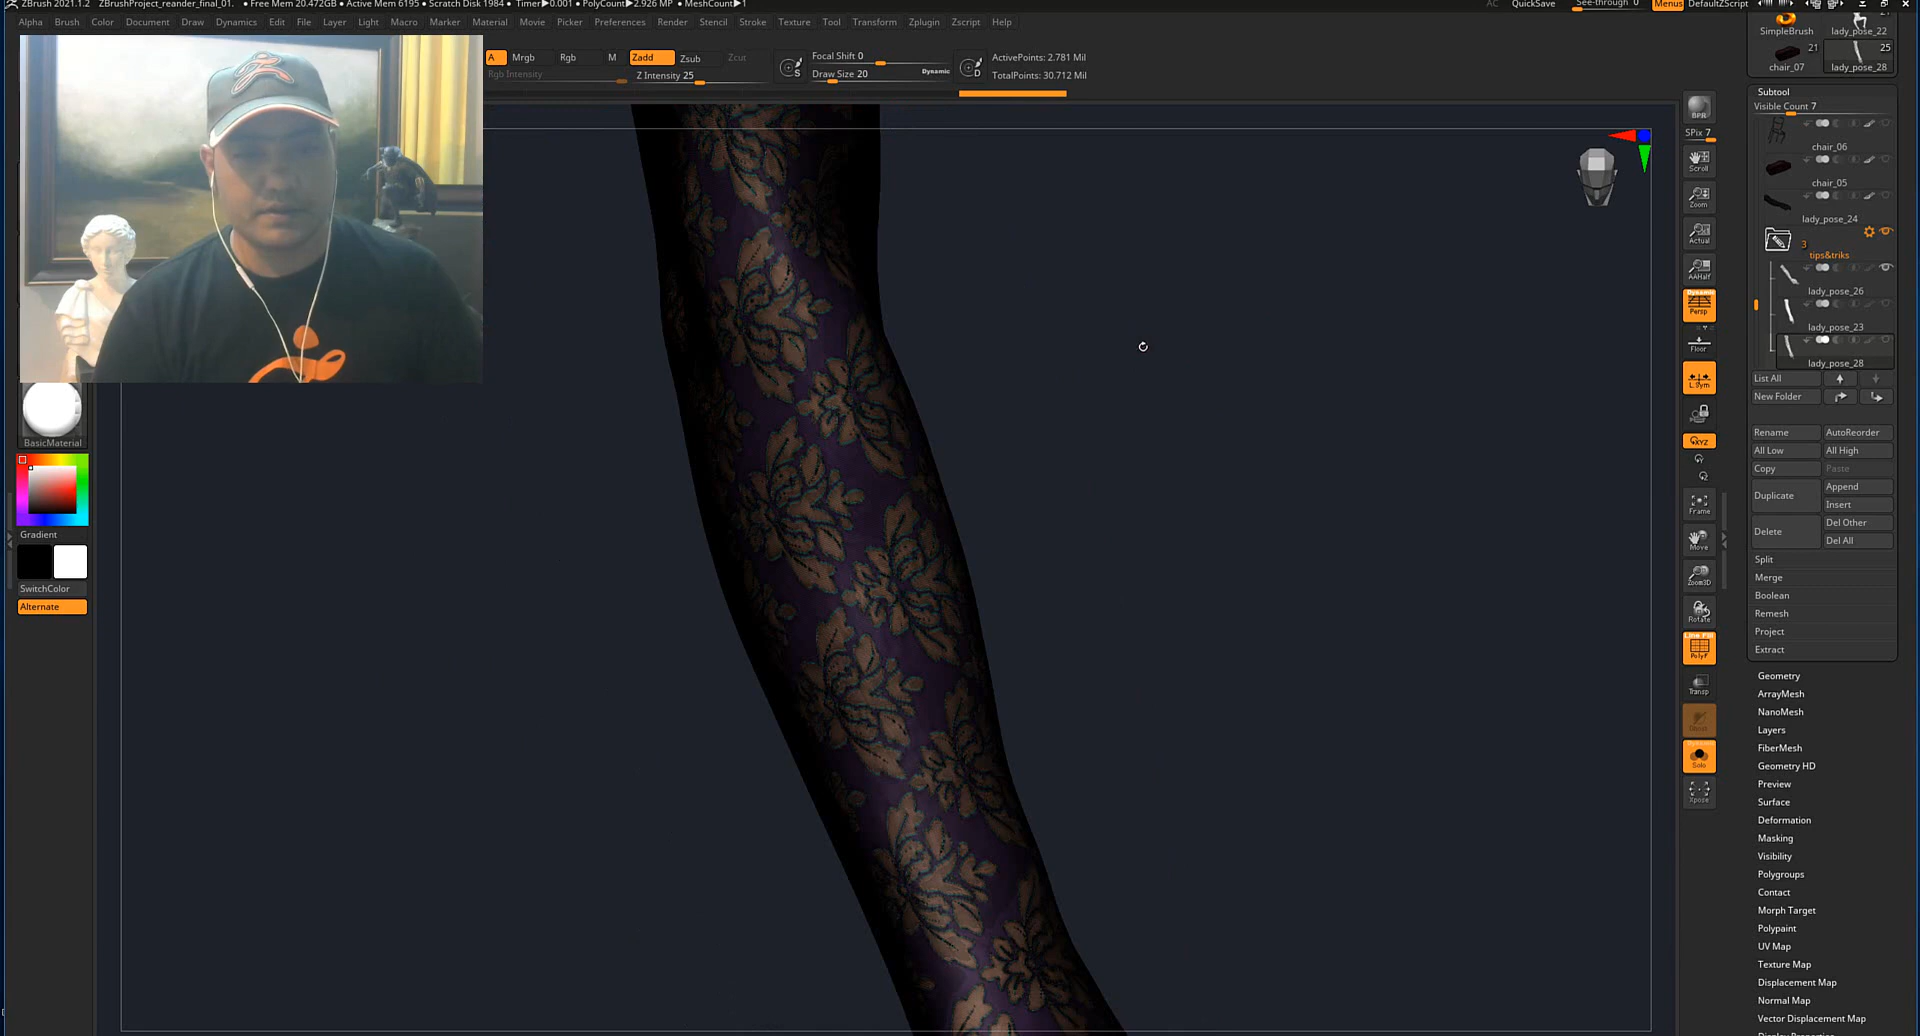 ZBrush 2021.1.2 ZBrushProject_reander_final_01. • Free Mem 20.472GB • Active Mem 6195 • Scratch Disk 1984 • Timer▶0.001 • PolyCount▶2.926 MP • MeshCount▶1
AC QuickSave See-through 0 Menus DefaultZScript
Alpha Brush Color Document Draw Dynamics Edit File Layer Light Macro Marker Material Movie Picker Preferences Render Stencil Stroke Texture Tool Transform Zplugin Zscript Help
A Mrgb Rgb M Zadd Zsub Zcut
Rgb Intensity Z Intensity 25
Focal Shift 0
Draw Size 20 Dynamic
S
D
ActivePoints: 2.781 Mil
TotalPoints: 30.712 Mil
BasicMaterial
Gradient
SwitchColor
Alternate
BPR
SPix 7
Scroll
Zoom
Actual
AAHalf
Dynamic
Persp
Floor
L.Sym
XYZ
Frame
Move
Zoom3D
Rotate
Line Fill
PolyF
Transp
Solo
Xpose
SimpleBrush
lady_pose_22
21
25
chair_07
lady_pose_28
Subtool
Visible Count 7
chair_06
chair_05
lady_pose_24
3
tips&triks
lady_pose_26
lady_pose_23
lady_pose_28
List All
New Folder
Rename AutoReorder
All Low All High
Copy Paste
Duplicate Append
Insert
Delete Del Other
Del All
Split
Merge
Boolean
Remesh
Project
Extract
Geometry
ArrayMesh
NanoMesh
Layers
FiberMesh
Geometry HD
Preview
Surface
Deformation
Masking
Visibility
Polygroups
Contact
Morph Target
Polypaint
UV Map
Texture Map
Displacement Map
Normal Map
Vector Displacement Map